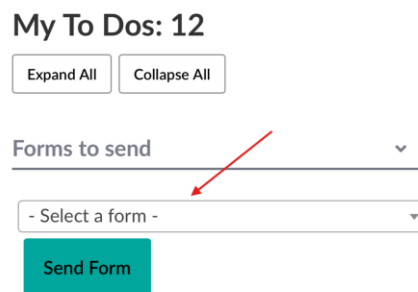 My To Dos: 12
Expand All Collapse All
Forms to send
- Select a form -
Send Form